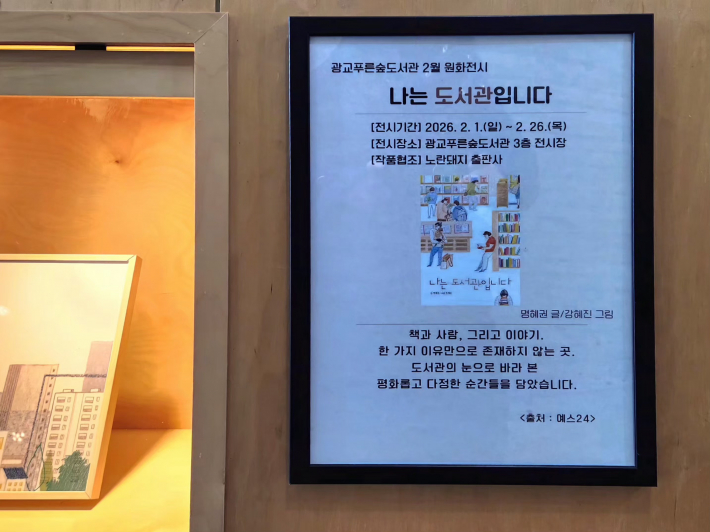 광교푸른숲도서관 2월 원화전시
나는 도서관입니다
[전시기간] 2026. 2. 1.(일) ~ 2. 26.(목)
[전시장소] 광교푸른숲도서관 3층 전시장
[작품협조] 노란돼지 출판사
나는 도서관입니다
명혜권 글/강혜진 그림
책과 사람, 그리고 이야기.
한 가지 이유만으로 존재하지 않는 곳.
도서관의 눈으로 바라 본
평화롭고 다정한 순간들을 담았습니다.
<출처 : 예스24>